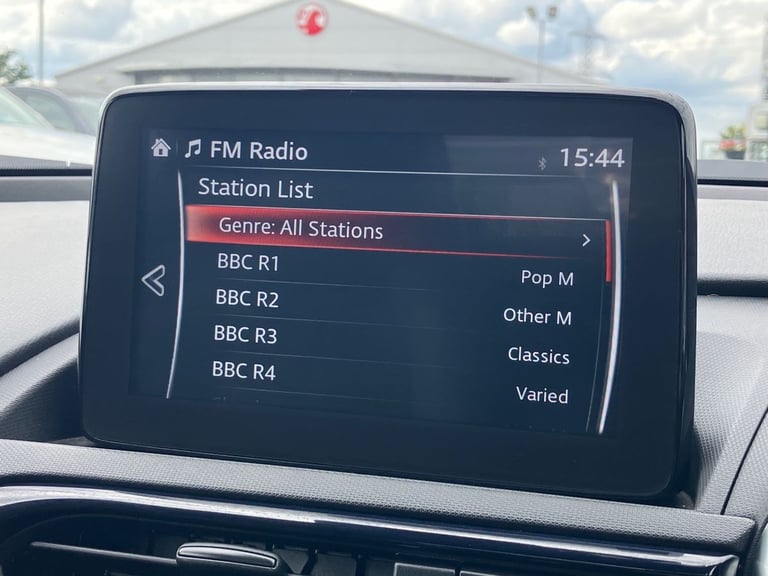 FM Radio
15:44
Station List
Genre: All Stations
BBC R1 Pop M
BBC R2 Other M
BBC R3 Classics
BBC R4 Varied